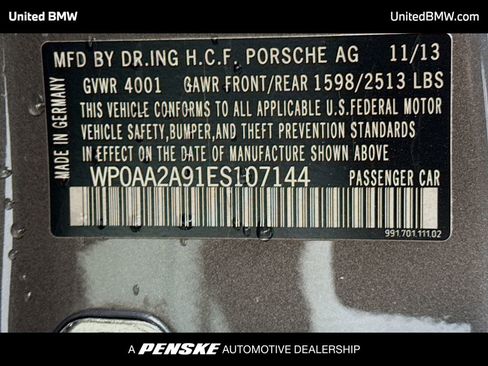 United BMW
UnitedBMW.com
MFD BY DR.ING H.C.F. PORSCHE AG 11/13
GVWR 4001 GAWR FRONT/REAR 1598/2513 LBS
THIS VEHICLE CONFORMS TO ALL APPLICABLE U.S.FEDERAL MOTOR
VEHICLE SAFETY,BUMPER,AND THEFT PREVENTION STANDARDS
IN EFFECT ON THE DATE OF MANUFACTURE SHOWN ABOVE
WP0AA2A91ES107144 PASSENGER CAR
MADE IN GERMANY
991.701.111.02
A PENSKE AUTOMOTIVE DEALERSHIP